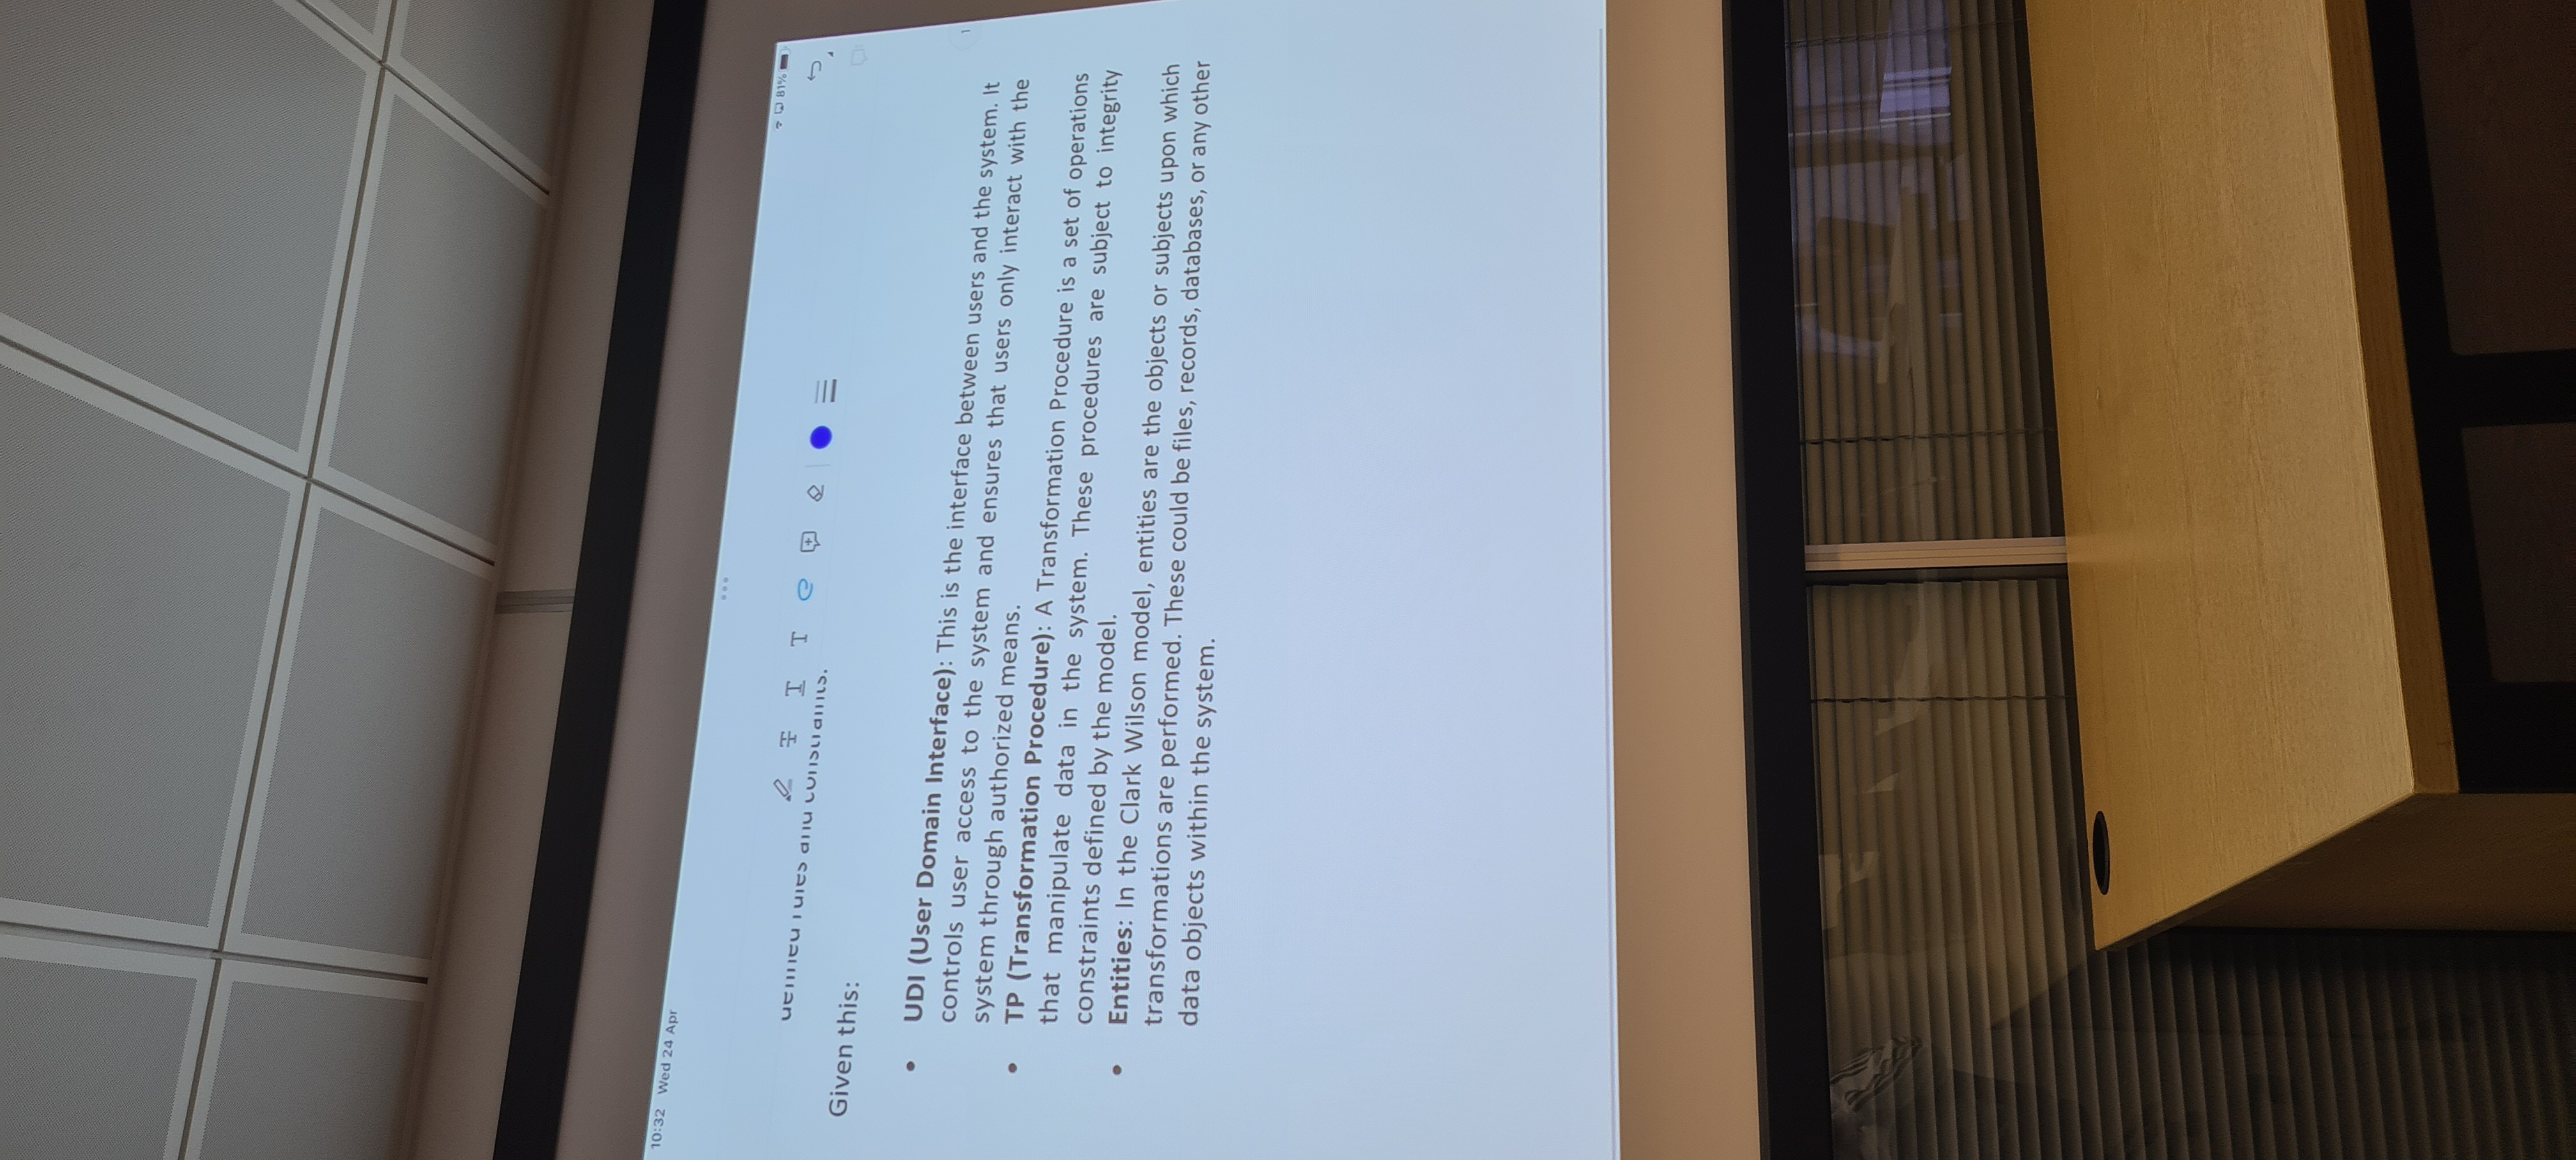 10:32 Wed 24 Apr
81%
defined rules and constraints.
Given this:
• UDI (User Domain Interface): This is the interface between users and the system. It
controls user access to the system and ensures that users only interact with the
system through authorized means.
• TP (Transformation Procedure): A Transformation Procedure is a set of operations
that manipulate data in the system. These procedures are subject to integrity
constraints defined by the model.
• Entities: In the Clark Wilson model, entities are the objects or subjects upon which
transformations are performed. These could be files, records, databases, or any other
data objects within the system.
1